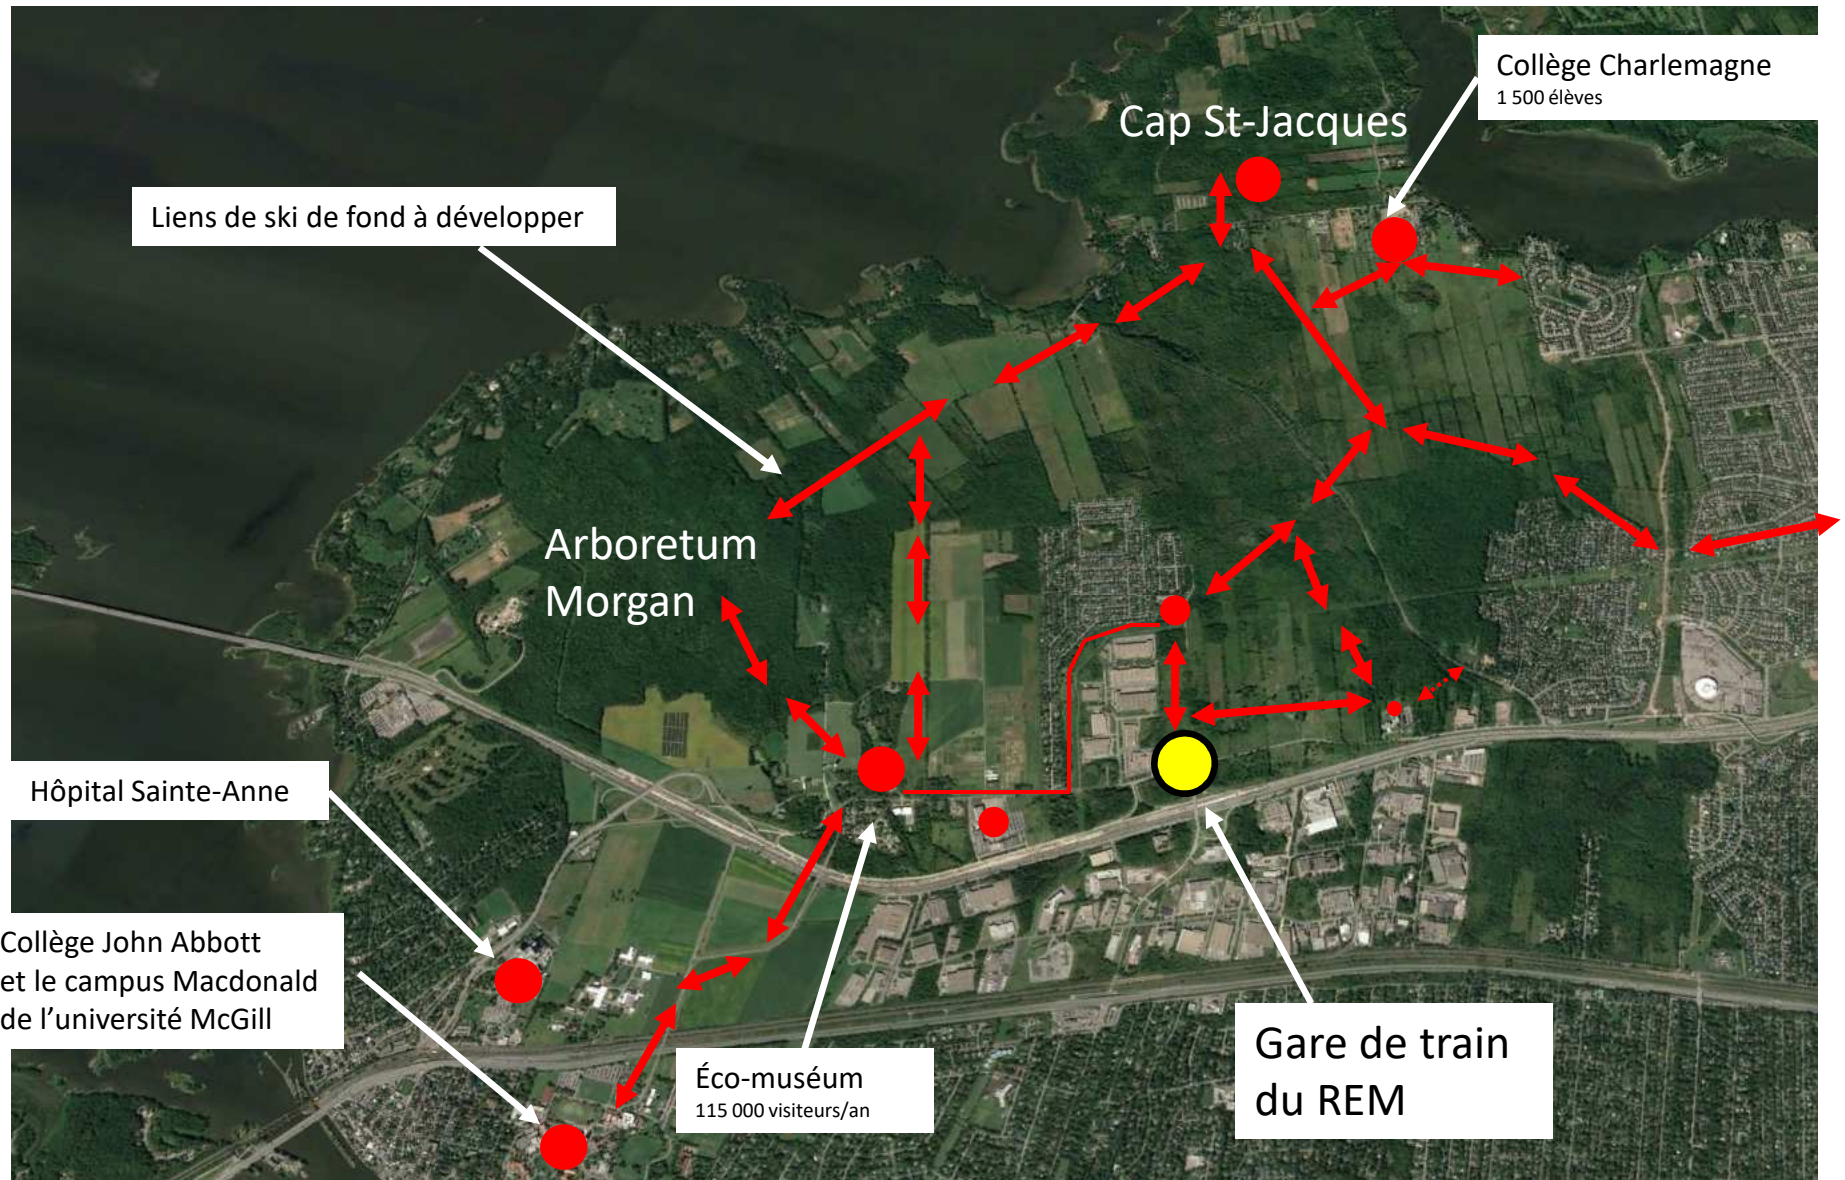 Collège Charlemagne
1 500 élèves
Cap St-Jacques
Liens de ski de fond à développer
Arboretum
Morgan
Hôpital Sainte-Anne
Collège John Abbott
et le campus Macdonald
de l'université McGill
Éco-muséum
115 000 visiteurs/an
Gare de train
du REM